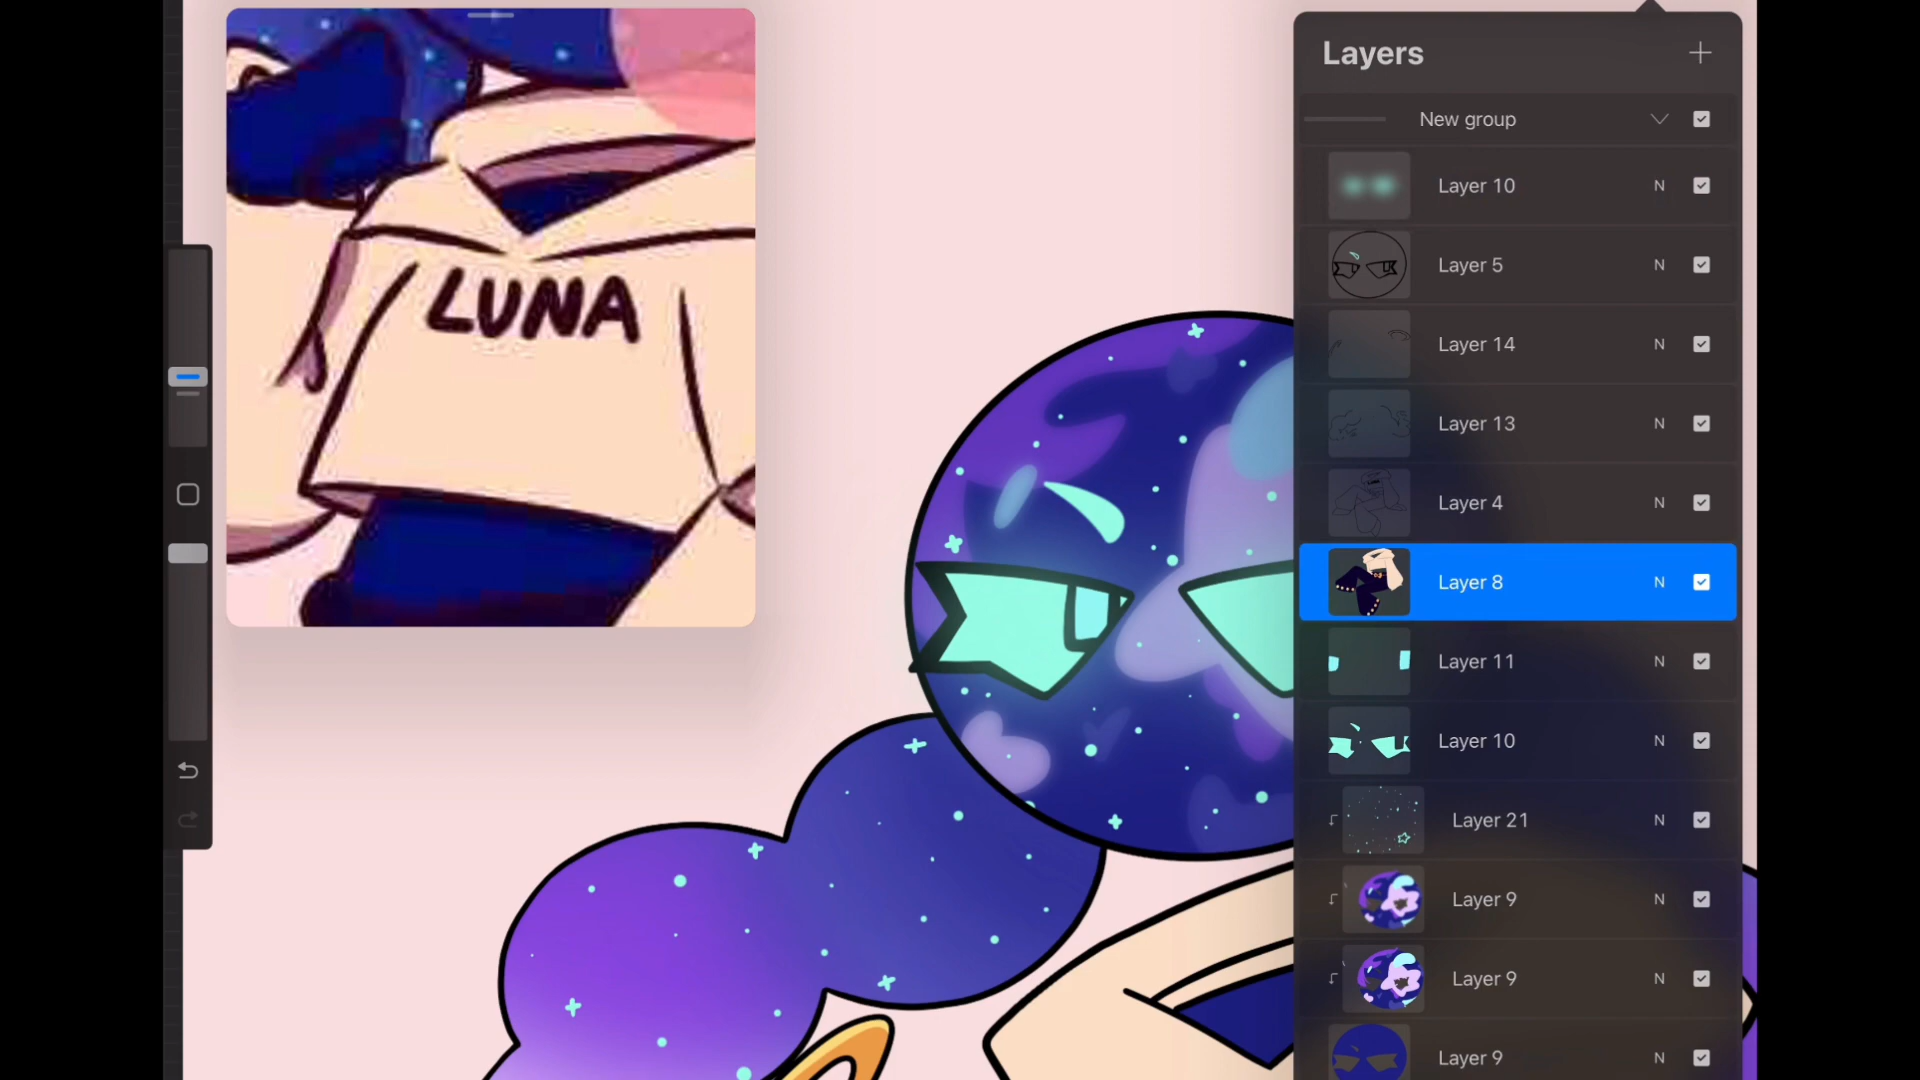 LUNA
Layers
New group
Layer 10 N
Layer 5 N
Layer 14 N
Layer 13 N
Layer 4 N
Layer 8 N
Layer 11 N
Layer 10 N
Layer 21 N
Layer 9 N
Layer 9 N
Layer 9 N